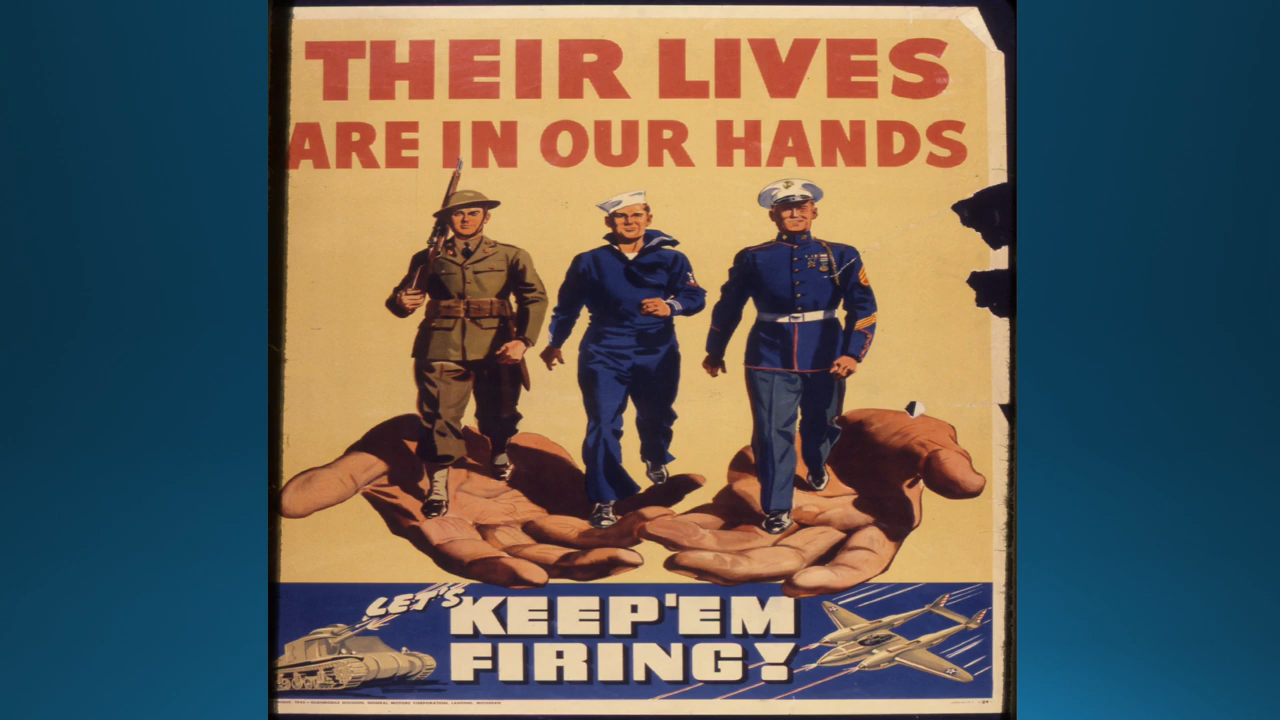 THEIR LIVES
ARE IN OUR HANDS
LET'S
KEEP'EM
FIRING!